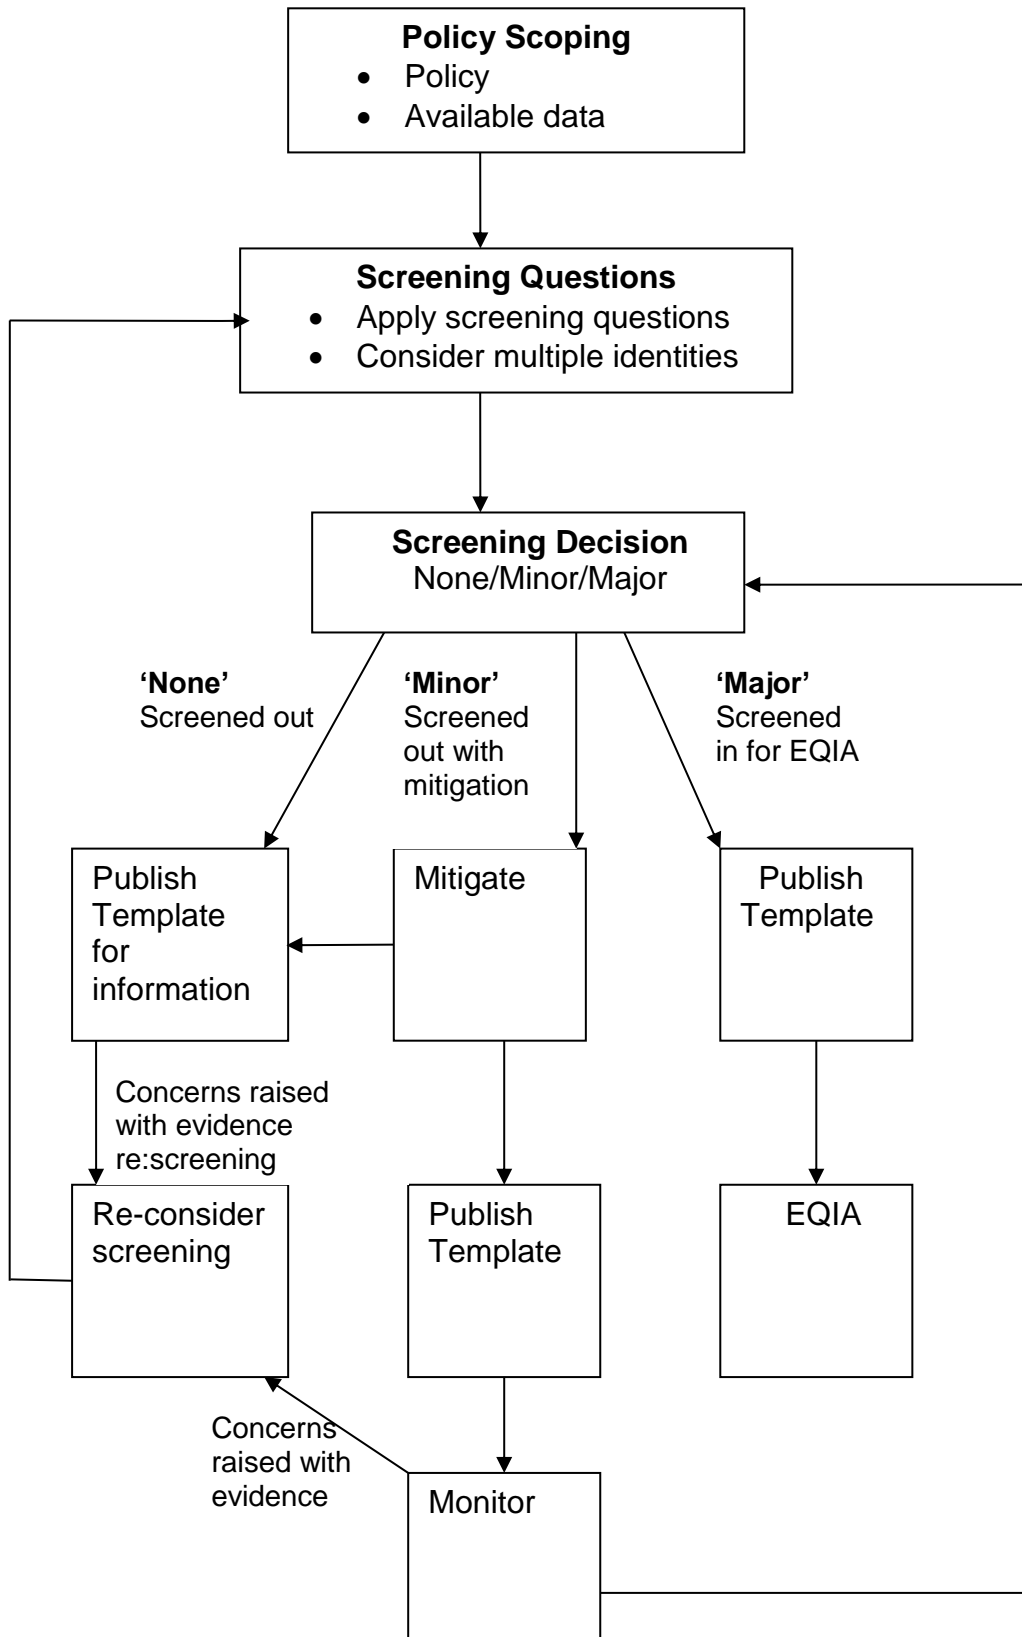 Policy Scoping
• Policy
• Available data
Screening Questions
• Apply screening questions
• Consider multiple identities
Screening Decision
None/Minor/Major
‘None’
Screened out
‘Minor’
Screened
out with
mitigation
‘Major’
Screened
in for EQIA
Publish
Template
for
information
Mitigate
Publish
Template
Concerns raised
with evidence
re:screening
Re-consider
screening
Publish
Template
EQIA
Concerns
raised with
evidence
Monitor